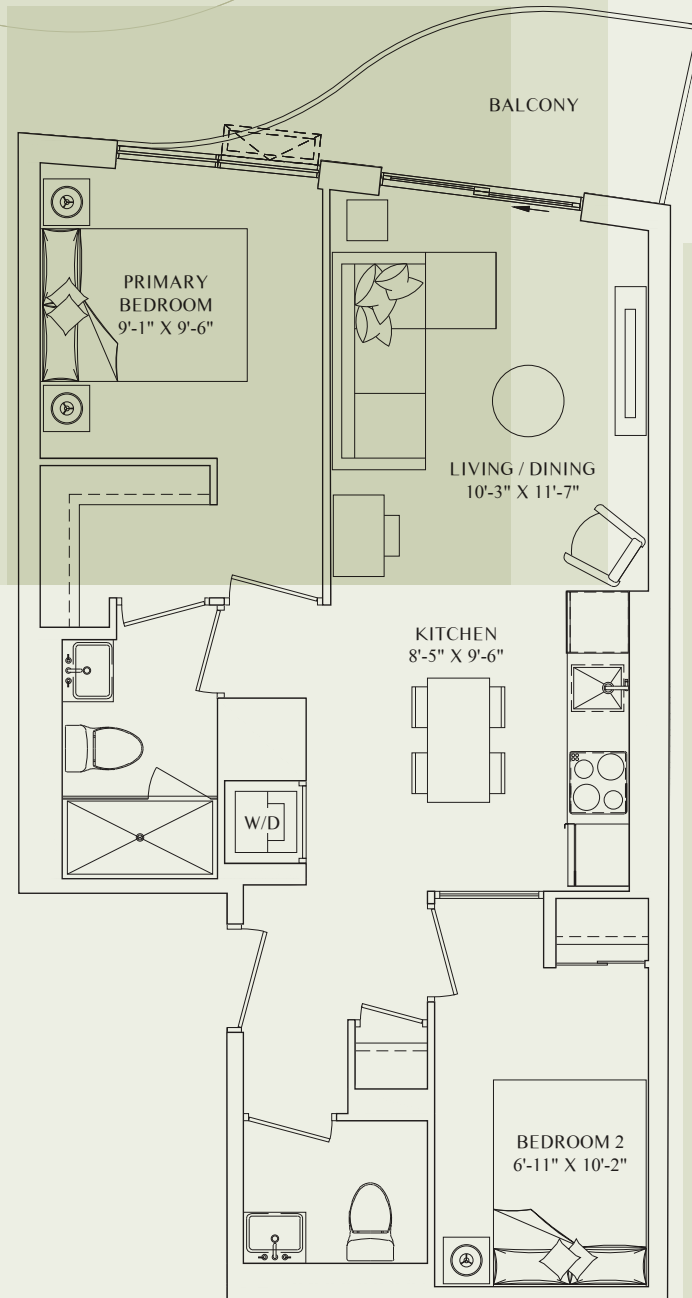 BALCONY
PRIMARY
BEDROOM
9'-1" X 9'-6"
LIVING / DINING
10'-3" X 11'-7"
KITCHEN
8'-5" X 9'-6"
W/D
BEDROOM 2
6'-11" X 10'-2"